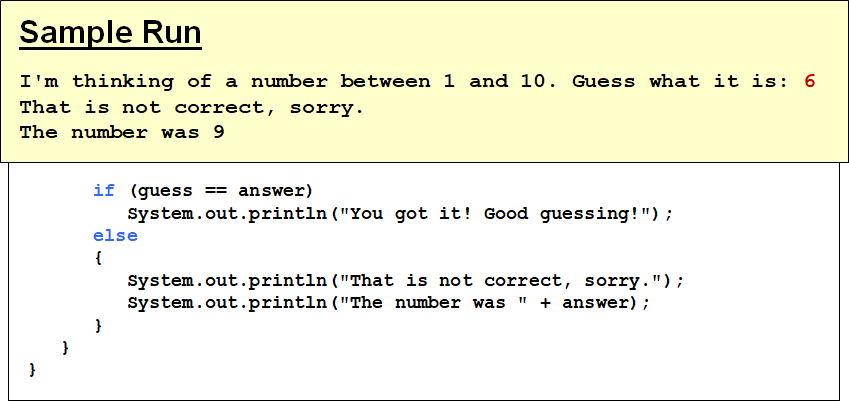 Sample Run
I'm thinking of a number between 1 and 10. Guess what it is: 6
That is not correct, sorry.
The number was 9
if (guess == answer)
System.out.println("You got it! Good guessing!");
else
{
System.out.println("That is not correct, sorry.");
System.out.println("The number was " + answer);
}
}
}